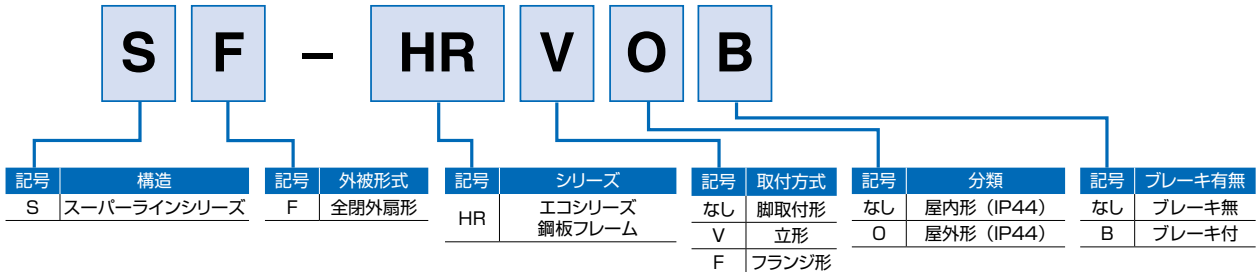 S F – HR V O B
記号 構造
S スーパーラインシリーズ
記号 外被形式
F 全閉外扇形
記号 シリーズ
HR エコシリーズ
鋼板フレーム
記号 取付方式
なし 脚取付形
V 立形
F フランジ形
記号 分類
なし 屋内形（IP44）
O 屋外形（IP44）
記号 ブレーキ有無
なし ブレーキ無
B ブレーキ付